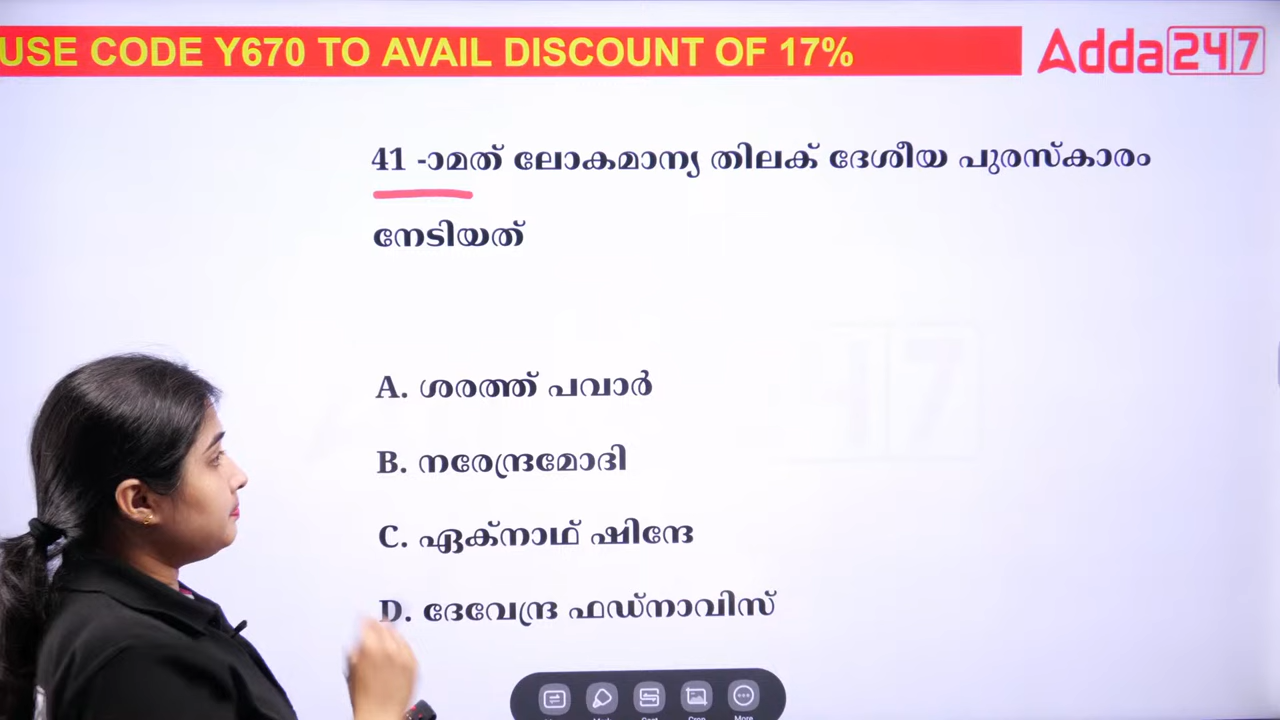 USE CODE Y670 TO AVAIL DISCOUNT OF 17%
Adda247
41 -ാമത് ലോകമാന്യ തിലക് ദേശീയ പുരസ്കാരം
നേടിയത്
A. ശരത്ത് പവാർ
B. നരേന്ദ്രമോദി
C. ഏക്നാഥ് ഷിന്ദേ
D. ദേവേന്ദ്ര ഫഡ്നാവിസ്
More